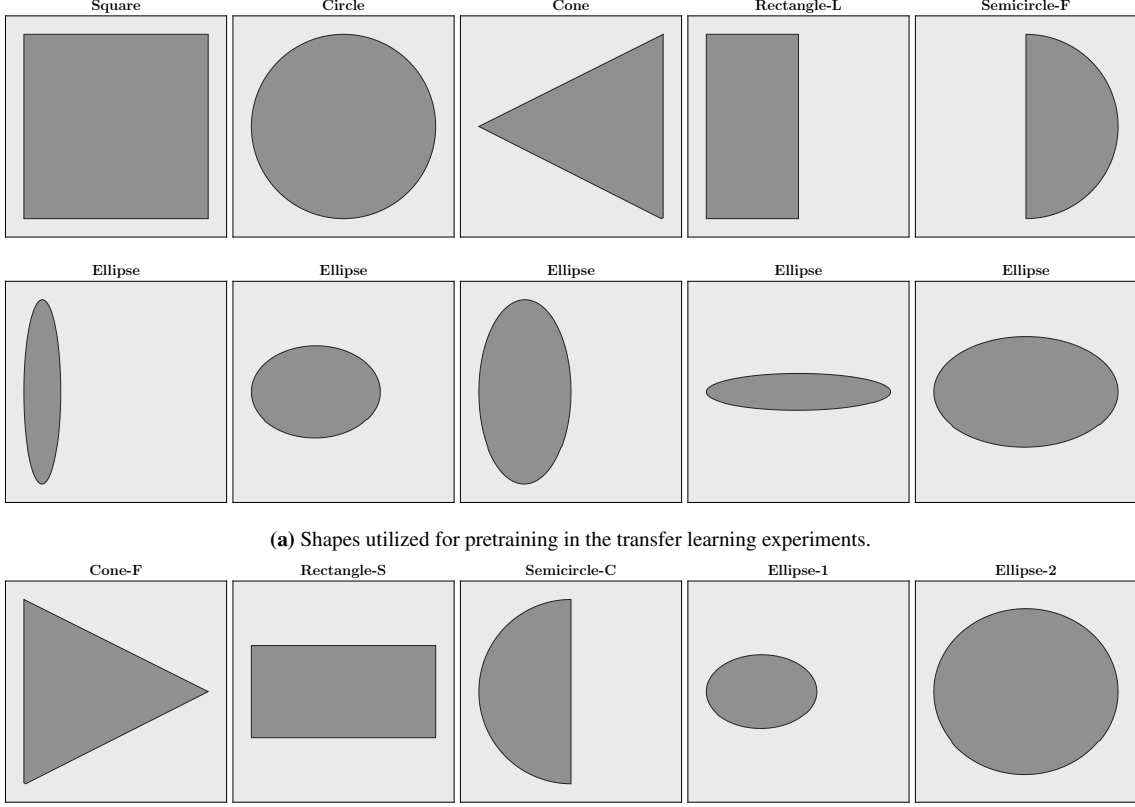 Square Circle Cone Rectangle-L Semicircle-F
Ellipse Ellipse Ellipse Ellipse Ellipse
(a) Shapes utilized for pretraining in the transfer learning experiments.
Cone-F Rectangle-S Semicircle-C Ellipse-1 Ellipse-2